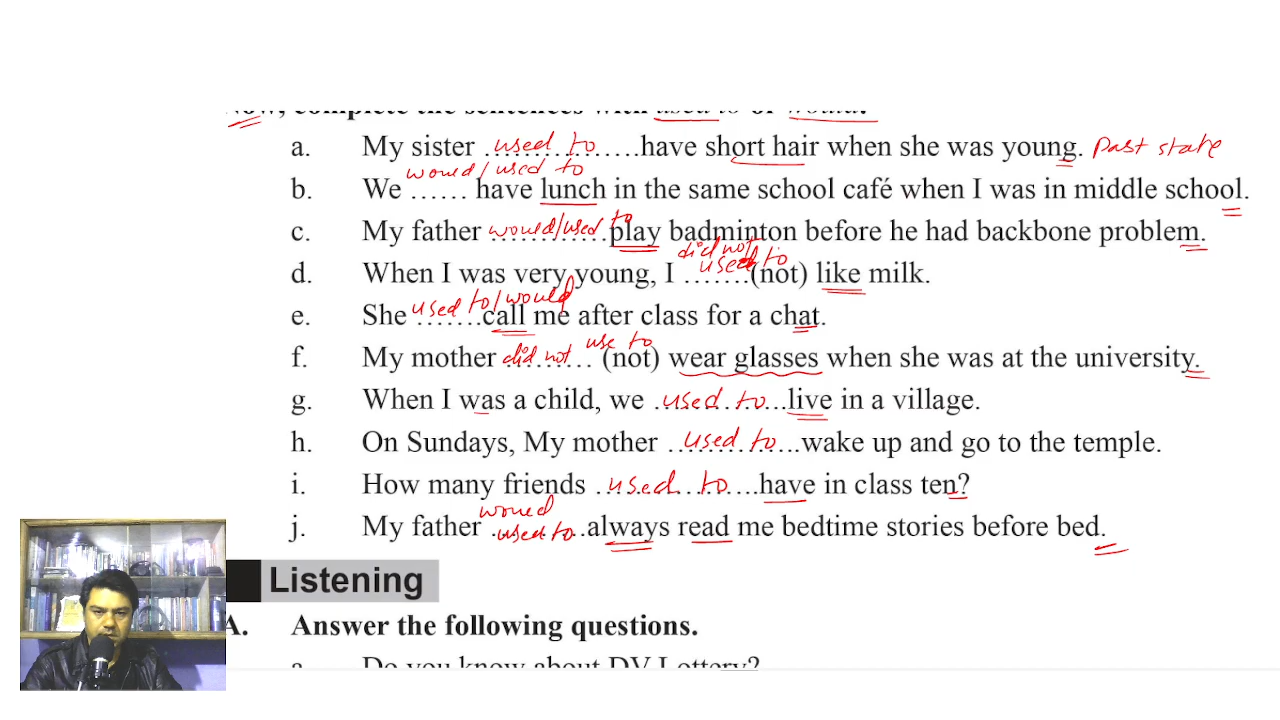 Now, complete the sentences with used to or would.
a. My sister used to have short hair when she was young. Past state
b. We would/used to have lunch in the same school café when I was in middle school.
c. My father would/used to play badminton before he had backbone problem.
d. When I was very young, I did not used to (not) like milk.
e. She used to/would call me after class for a chat.
f. My mother did not use to (not) wear glasses when she was at the university.
g. When I was a child, we used to live in a village.
h. On Sundays, My mother used to wake up and go to the temple.
i. How many friends used to have in class ten?
j. My father would used to always read me bedtime stories before bed.
Listening
A. Answer the following questions.
a. Do you know about DV Lottery?